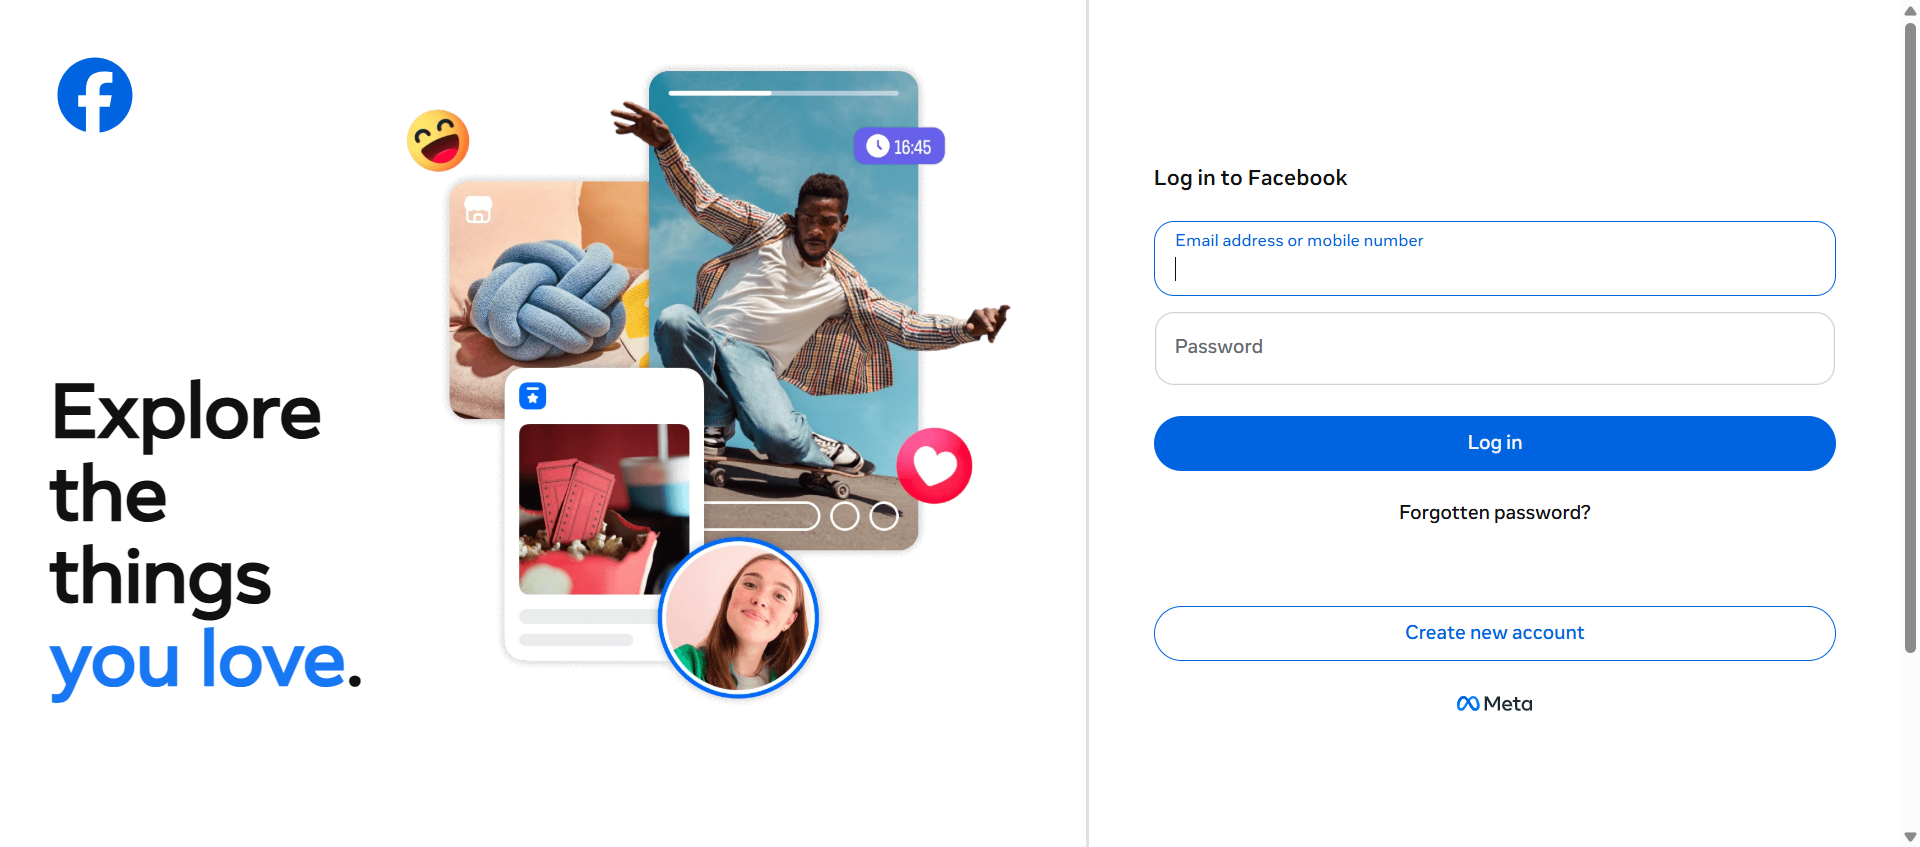 16:45
Explore
the
things
you love.
Log in to Facebook
Email address or mobile number
Password
Log in
Forgotten password?
Create new account
Meta